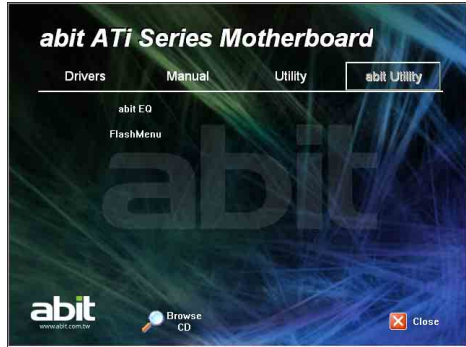 abit ATi Series Motherboard
Drivers Manual Utility abit Utility
abit EQ
FlashMenu
abit
abit
www.abit.com.tw
Browse
CD
Close